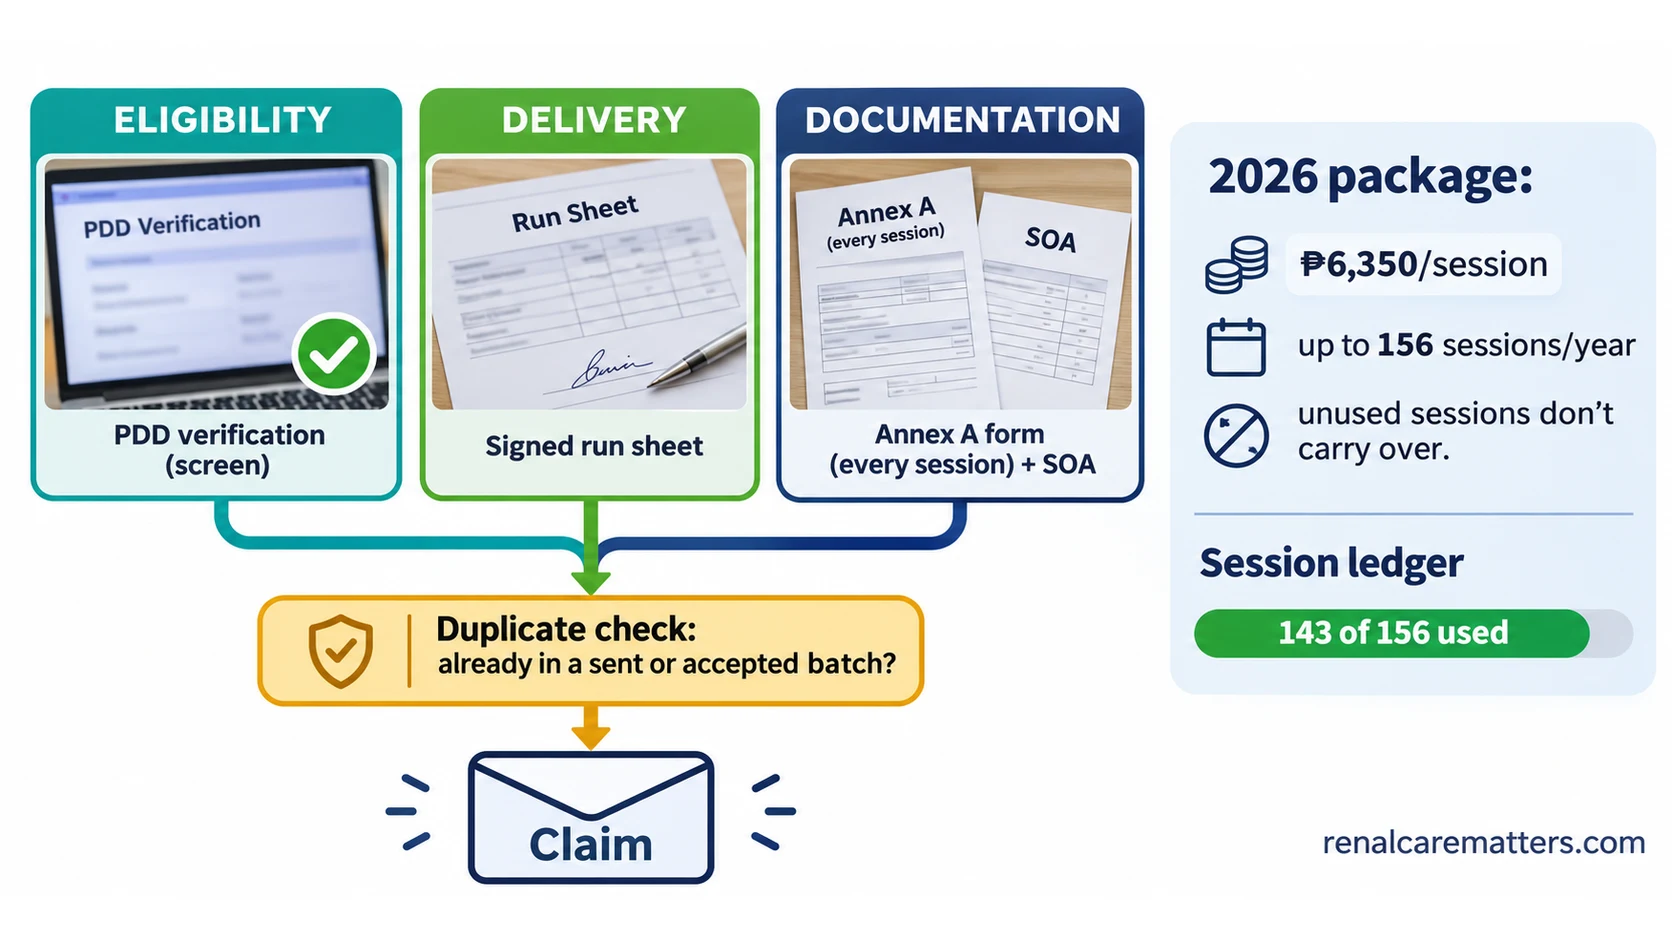 ELIGIBILITY
PDD Verification
PDD verification
(screen)
DELIVERY
Run Sheet
Signed run sheet
DOCUMENTATION
Annex A
(every session)
SOA
Annex A form
(every session) + SOA
Duplicate check:
already in a sent or accepted batch?
Claim
2026 package:
₱6,350/session
up to 156 sessions/year
unused sessions don’t
carry over.
Session ledger
143 of 156 used
renalcarematters.com